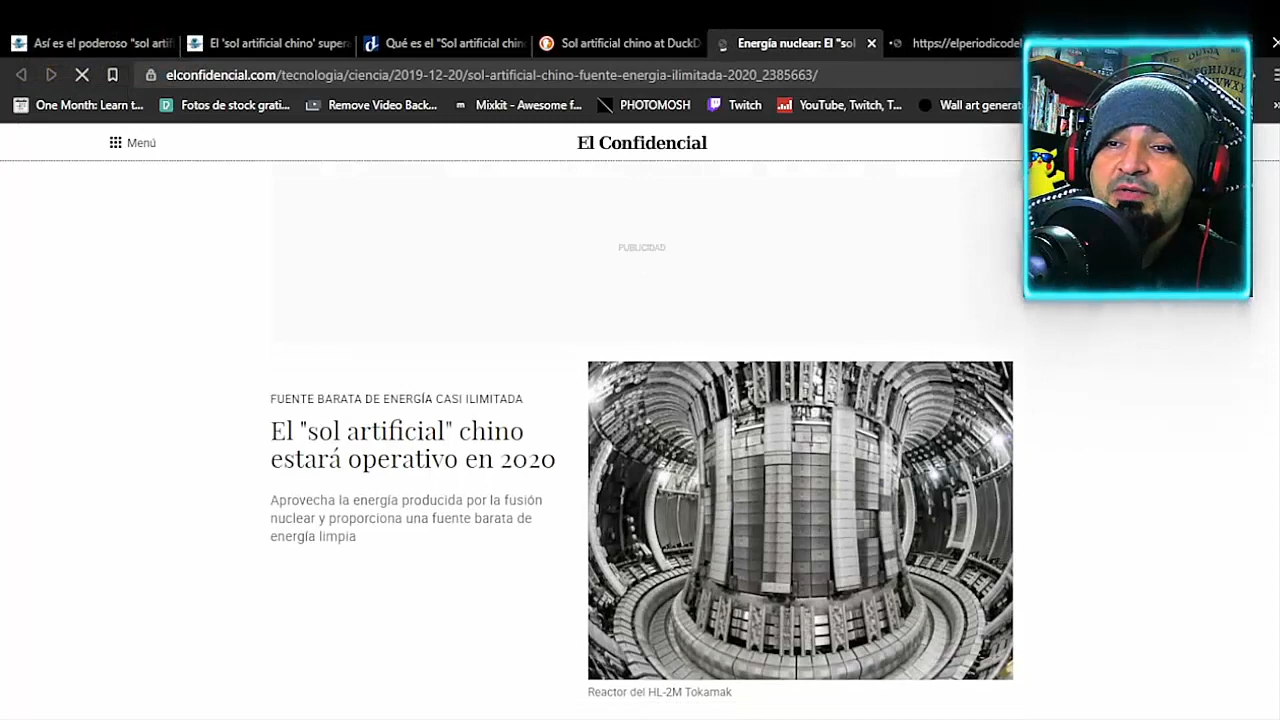 Así es el poderoso "sol artif
El 'sol artificial chino' supera
Qué es el "Sol artificial chin
Sol artificial chino at DuckD
Energía nuclear: El "sol
https://elperiodicodel
elconfidencial.com/tecnologia/ciencia/2019-12-20/sol-artificial-chino-fuente-energia-ilimitada-2020_2385663/
One Month: Learn t...
Fotos de stock grati...
Remove Video Back...
Mixkit - Awesome f...
PHOTOMOSH
Twitch
YouTube, Twitch, T...
Wall art generat
Menú
El Confidencial
PUBLICIDAD
FUENTE BARATA DE ENERGÍA CASI ILIMITADA
El "sol artificial" chino
estará operativo en 2020
Aprovecha la energía producida por la fusión
nuclear y proporciona una fuente barata de
energía limpia
Reactor del HL-2M Tokamak